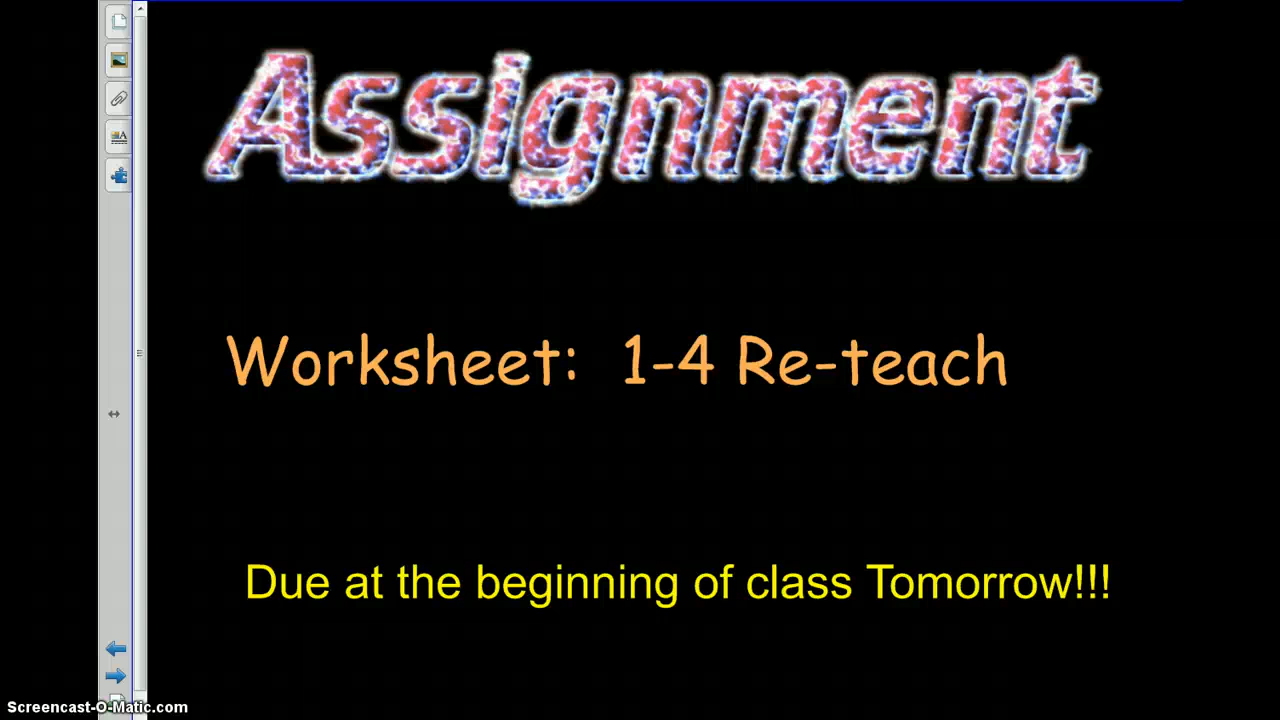 Assignment
Worksheet: 1-4 Re-teach
Due at the beginning of class Tomorrow!!!
Screencast-O-Matic.com